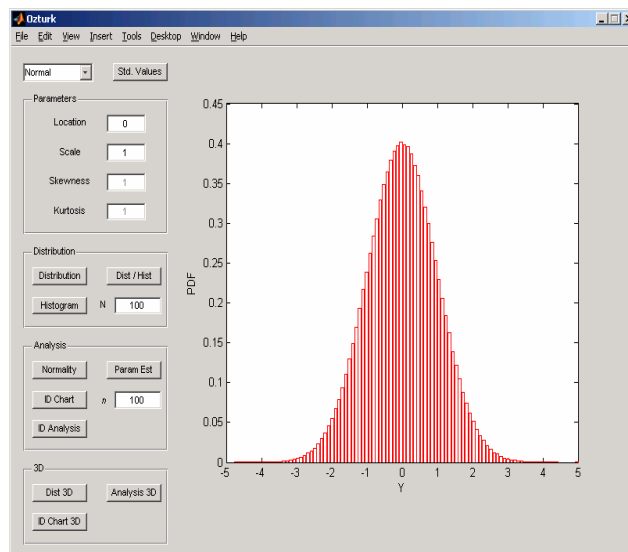 Ozturk
File Edit View Insert Tools Desktop Window Help
Normal Std. Values
Parameters
Location 0
Scale 1
Skewness 1
Kurtosis 1
Distribution
Distribution Dist / Hist
Histogram N 100
Analysis
Normality Param Est
ID Chart n 100
ID Analysis
3D
Dist 3D Analysis 3D
ID Chart 3D
PDF
0.45
0.4
0.35
0.3
0.25
0.2
0.15
0.1
0.05
0
-5 -4 -3 -2 -1 0 1 2 3 4 5
Y